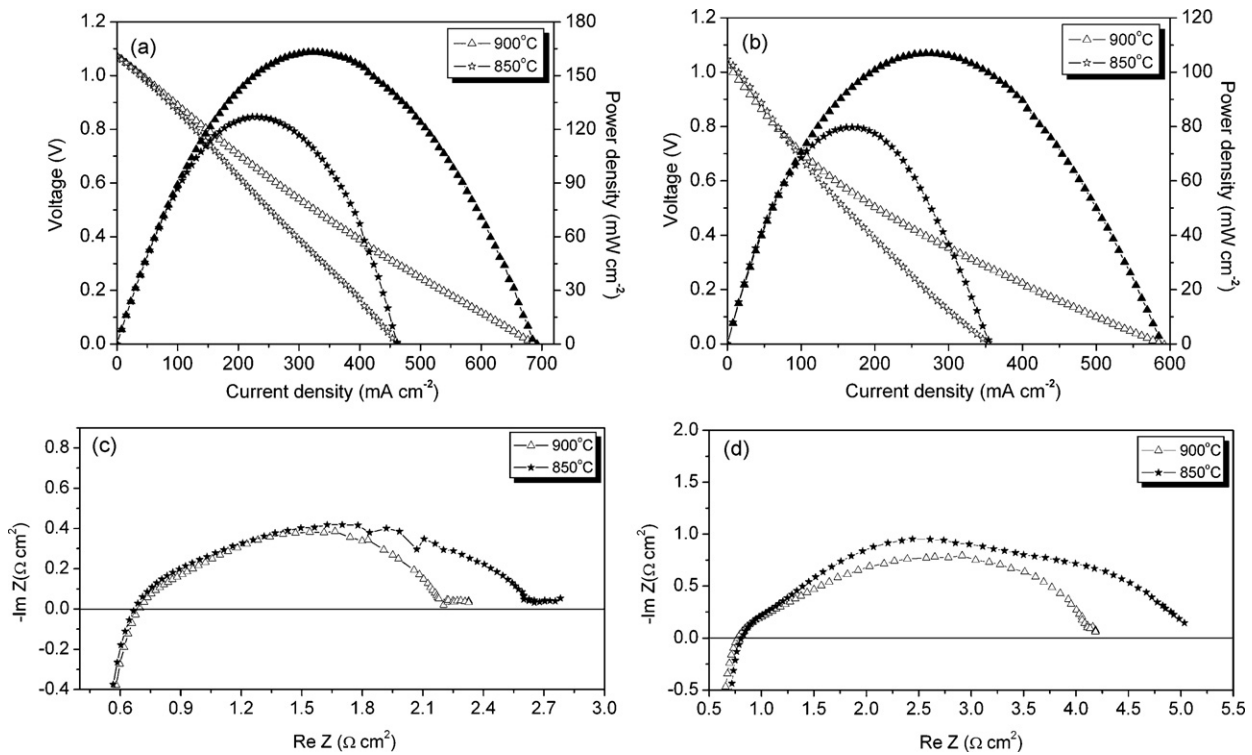 (a)
900°C
850°C
Voltage (V)
1.2
1.0
0.8
0.6
0.4
0.2
0.0
180
150
120
90
60
30
0
Power density (mW cm⁻²)
0 100 200 300 400 500 600 700
Current density (mA cm⁻²)
(b)
900°C
850°C
Voltage (V)
1.2
1.0
0.8
0.6
0.4
0.2
0.0
120
100
80
60
40
20
0
Power density (mW cm⁻²)
0 100 200 300 400 500 600
Current density (mA cm⁻²)
(c)
900°C
850°C
-Im Z(Ω cm²)
0.8
0.6
0.4
0.2
0.0
-0.2
-0.4
0.6 0.9 1.2 1.5 1.8 2.1 2.4 2.7 3.0
Re Z (Ω cm²)
(d)
900°C
850°C
-Im Z(Ω cm²)
2.0
1.5
1.0
0.5
0.0
-0.5
0.5 1.0 1.5 2.0 2.5 3.0 3.5 4.0 4.5 5.0 5.5
Re Z (Ω cm²)